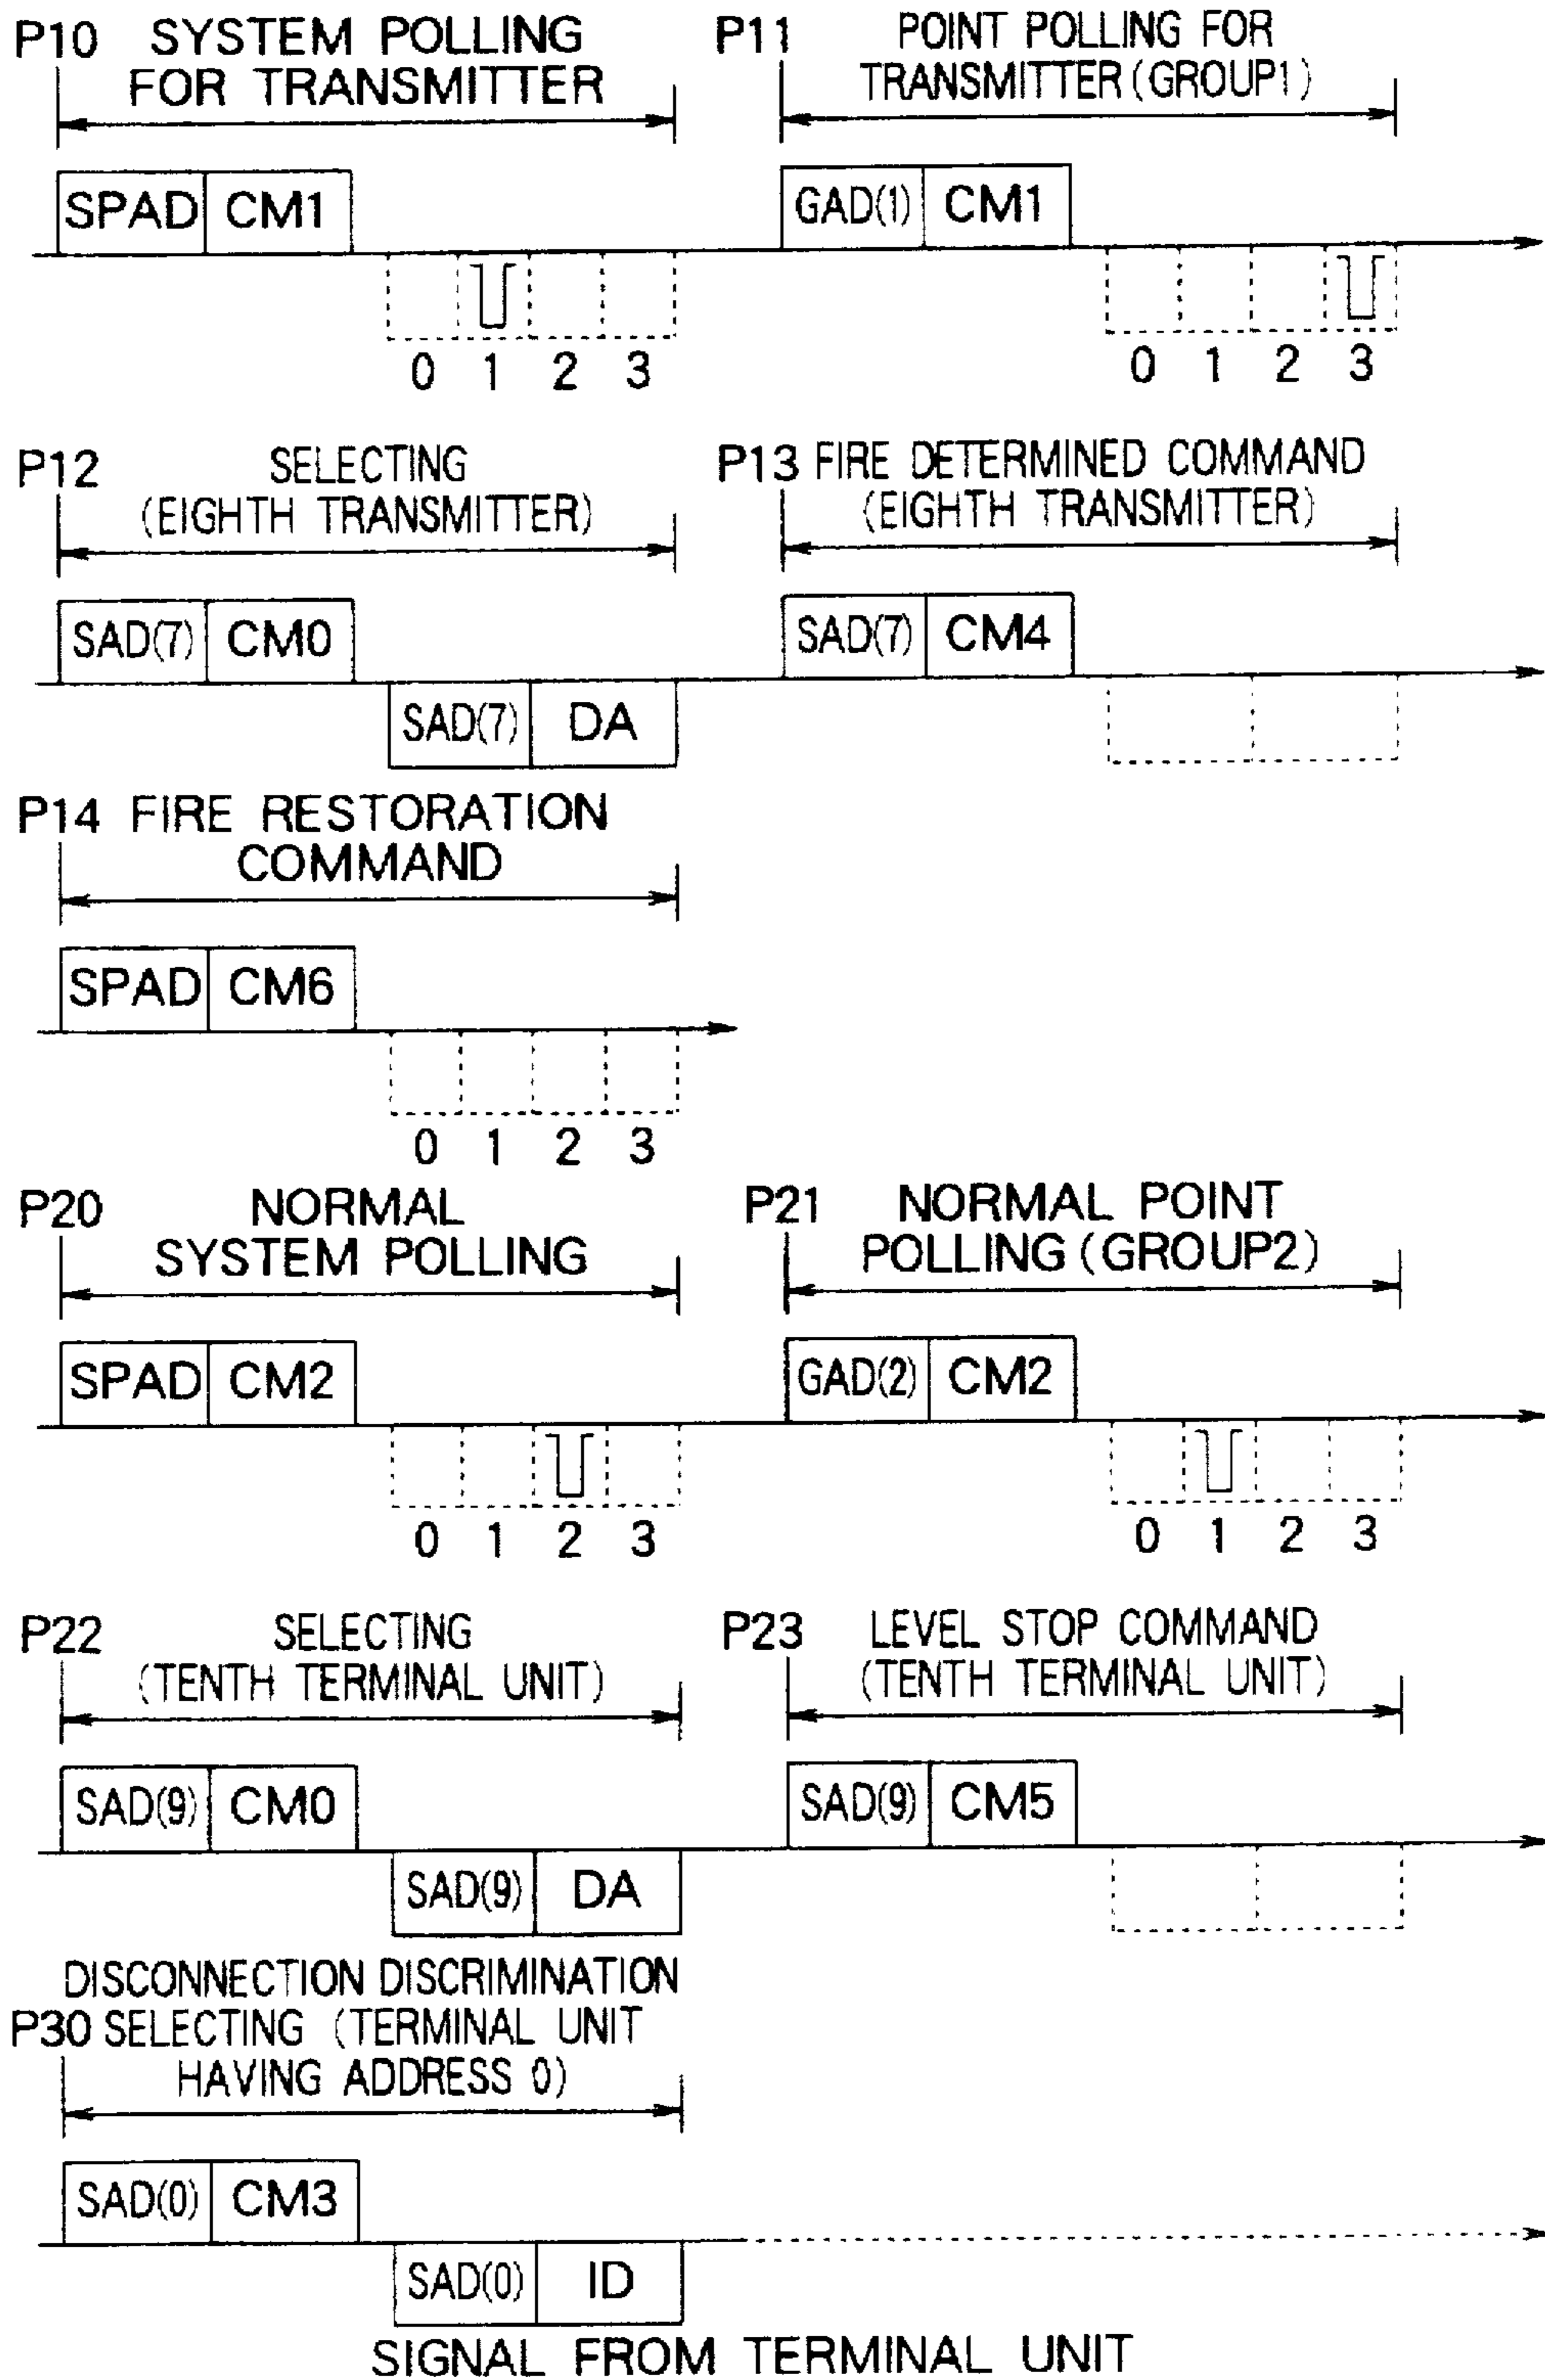 P10 SYSTEM POLLING FOR TRANSMITTER
P11 POINT POLLING FOR TRANSMITTER (GROUP1)
SPAD CM1
GAD(1) CM1
0 1 2 3
0 1 2 3
P12 SELECTING (EIGHTH TRANSMITTER)
P13 FIRE DETERMINED COMMAND (EIGHTH TRANSMITTER)
SAD(7) CM0
SAD(7) CM4
SAD(7) DA
P14 FIRE RESTORATION COMMAND
SPAD CM6
0 1 2 3
P20 NORMAL SYSTEM POLLING
P21 NORMAL POINT POLLING (GROUP2)
SPAD CM2
GAD(2) CM2
0 1 2 3
0 1 2 3
P22 SELECTING (TENTH TERMINAL UNIT)
P23 LEVEL STOP COMMAND (TENTH TERMINAL UNIT)
SAD(9) CM0
SAD(9) CM5
SAD(9) DA
DISCONNECTION DISCRIMINATION
P30 SELECTING (TERMINAL UNIT
HAVING ADDRESS 0)
SAD(0) CM3
SAD(0) ID
SIGNAL FROM TERMINAL UNIT